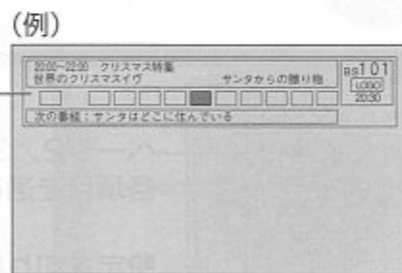 (例)
20:00〜22:00 クリスマス特集
世界のクリスマスイヴ サンタからの贈り物
BS101
LOGO
20:30
次の番組:サンタはどこに住んでいる